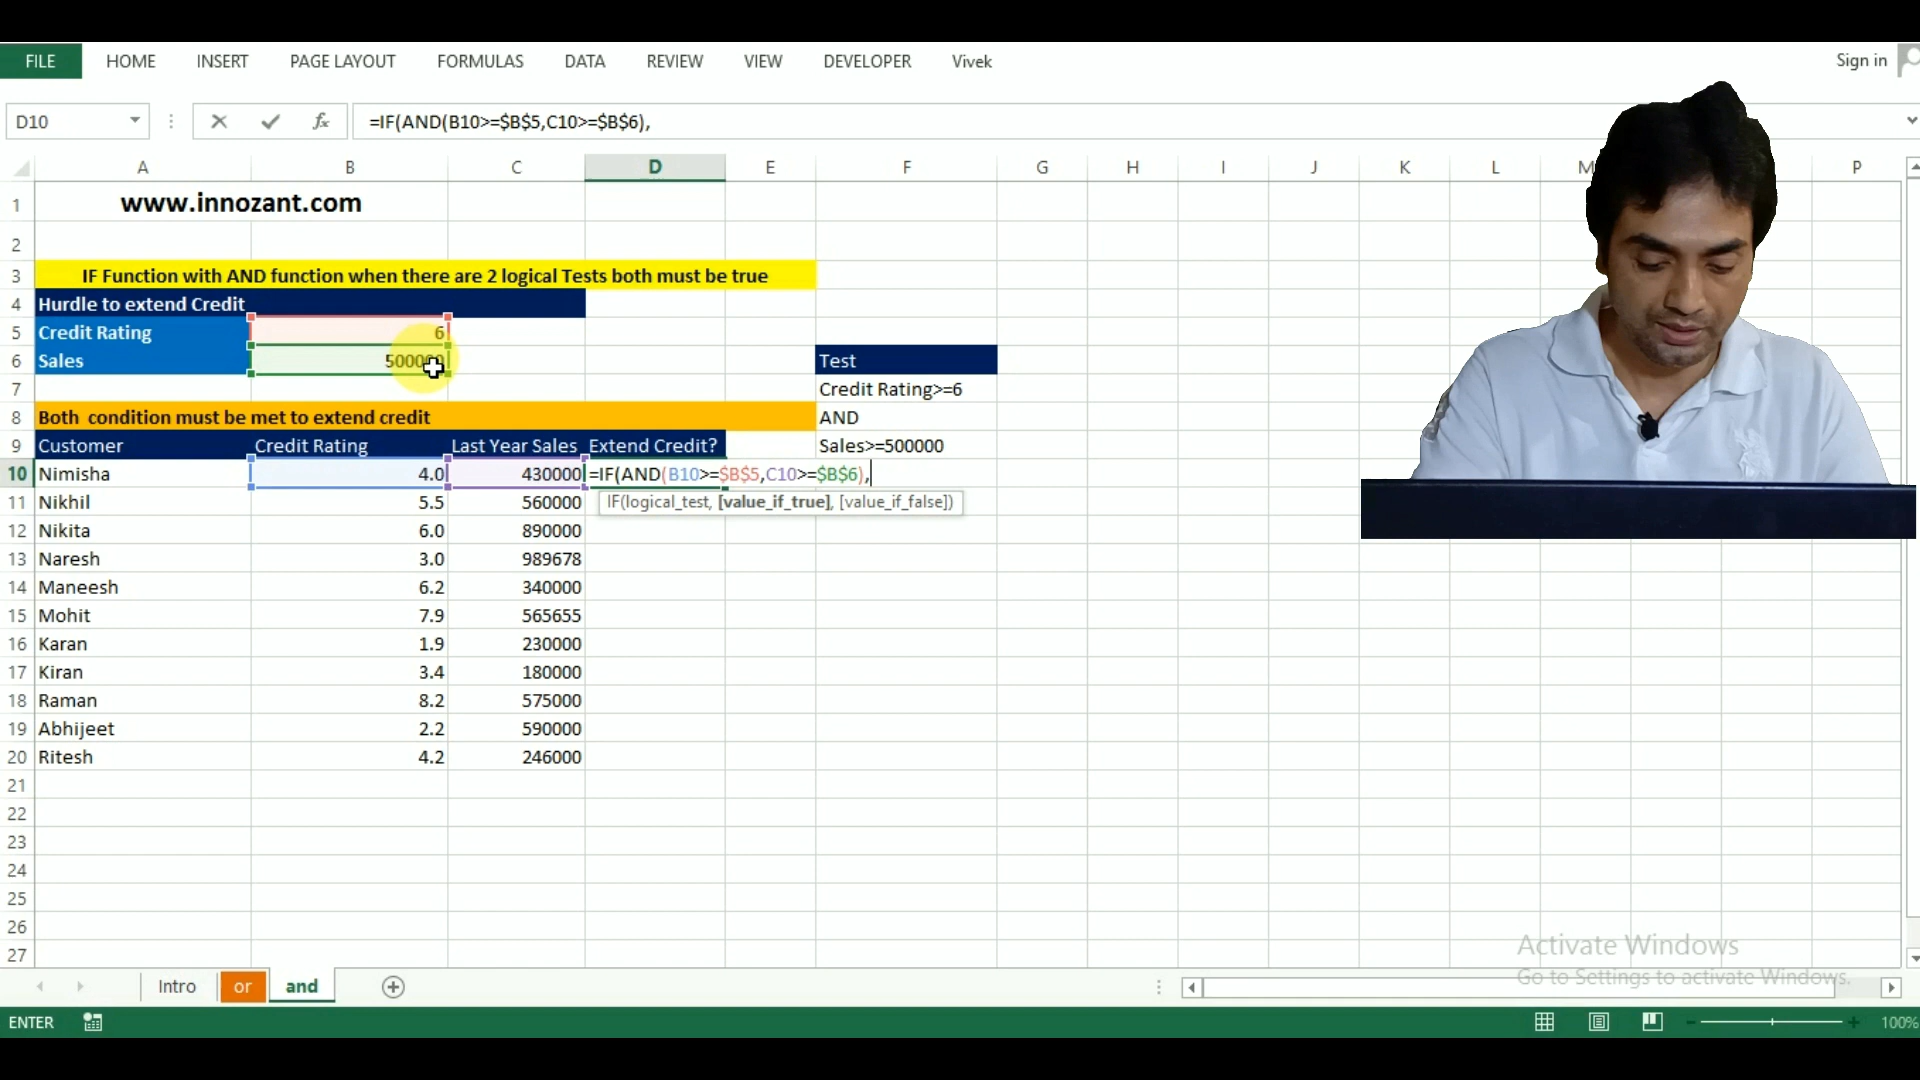 FILE HOME INSERT PAGE LAYOUT FORMULAS DATA REVIEW VIEW DEVELOPER Vivek Sign in
D10 fx =IF(AND(B10>=$B$5,C10>=$B$6),
A B C D E F G H I J K L M P
1 www.innozant.com
2
3 IF Function with AND function when there are 2 logical Tests both must be true
4 Hurdle to extend Credit
5 Credit Rating 6
6 Sales 500000 Test
7 Credit Rating>=6
8 Both condition must be met to extend credit AND
9 Customer Credit Rating Last Year Sales Extend Credit? Sales>=500000
10 Nimisha 4.0 430000 =IF(AND(B10>=$B$5,C10>=$B$6),
11 Nikhil 5.5 560000 IF(logical_test, [value_if_true], [value_if_false])
12 Nikita 6.0 890000
13 Naresh 3.0 989678
14 Maneesh 6.2 340000
15 Mohit 7.9 565655
16 Karan 1.9 230000
17 Kiran 3.4 180000
18 Raman 8.2 575000
19 Abhijeet 2.2 590000
20 Ritesh 4.2 246000
21
22
23
24
25
26
27
Activate Windows
Go to Settings to activate Windows.
Intro or and
ENTER 100%